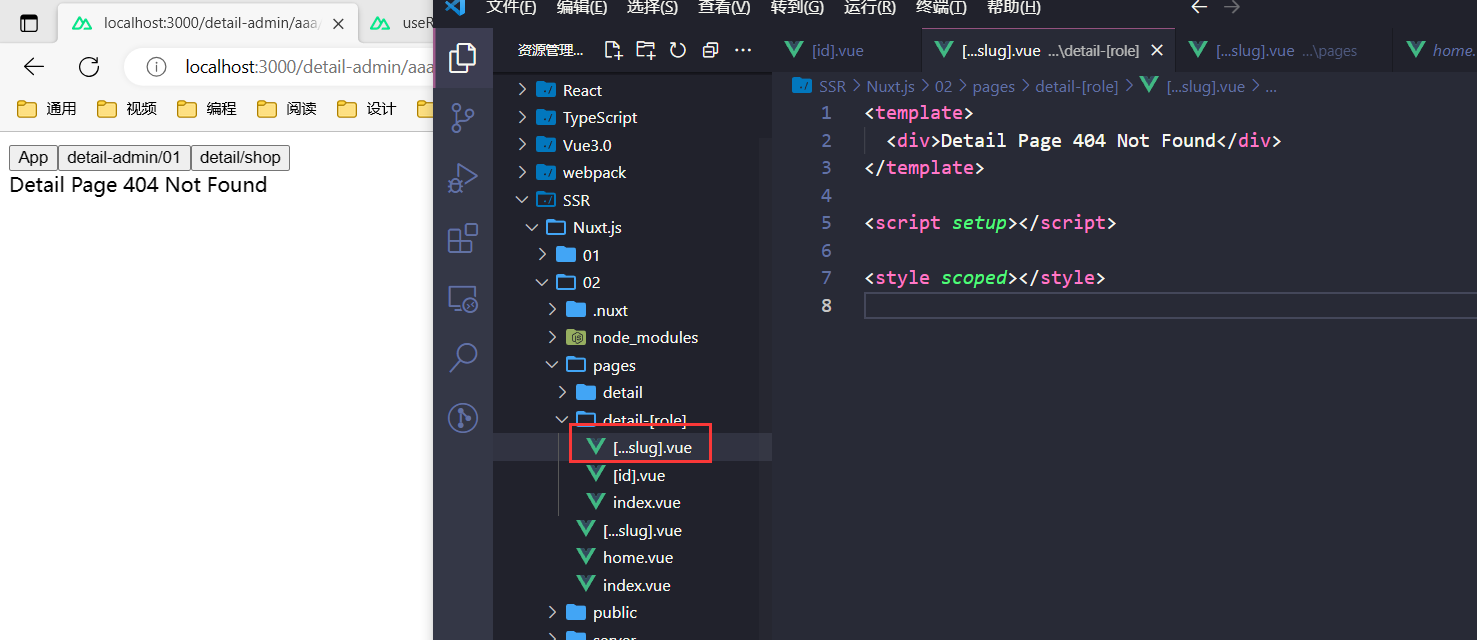 localhost:3000/detail-admin/aaa/
useR
localhost:3000/detail-admin/aaa
通用
视频
编程
阅读
设计
App
detail-admin/01
detail/shop
Detail Page 404 Not Found
文件(F) 编辑(E) 选择(S) 查看(V) 转到(G) 运行(R) 终端(T) 帮助(H)
资源管理...
React
TypeScript
Vue3.0
webpack
SSR
Nuxt.js
01
02
.nuxt
node_modules
pages
detail
detail-[role]
[...slug].vue
[id].vue
index.vue
[...slug].vue
home.vue
index.vue
public
server
[id].vue
[...slug].vue ...\detail-[role]
[...slug].vue ...\pages
home.
SSR > Nuxt.js > 02 > pages > detail-[role] > [...slug].vue > ...
1 <template>
2 <div>Detail Page 404 Not Found</div>
3 </template>
4
5 <script setup></script>
6
7 <style scoped></style>
8